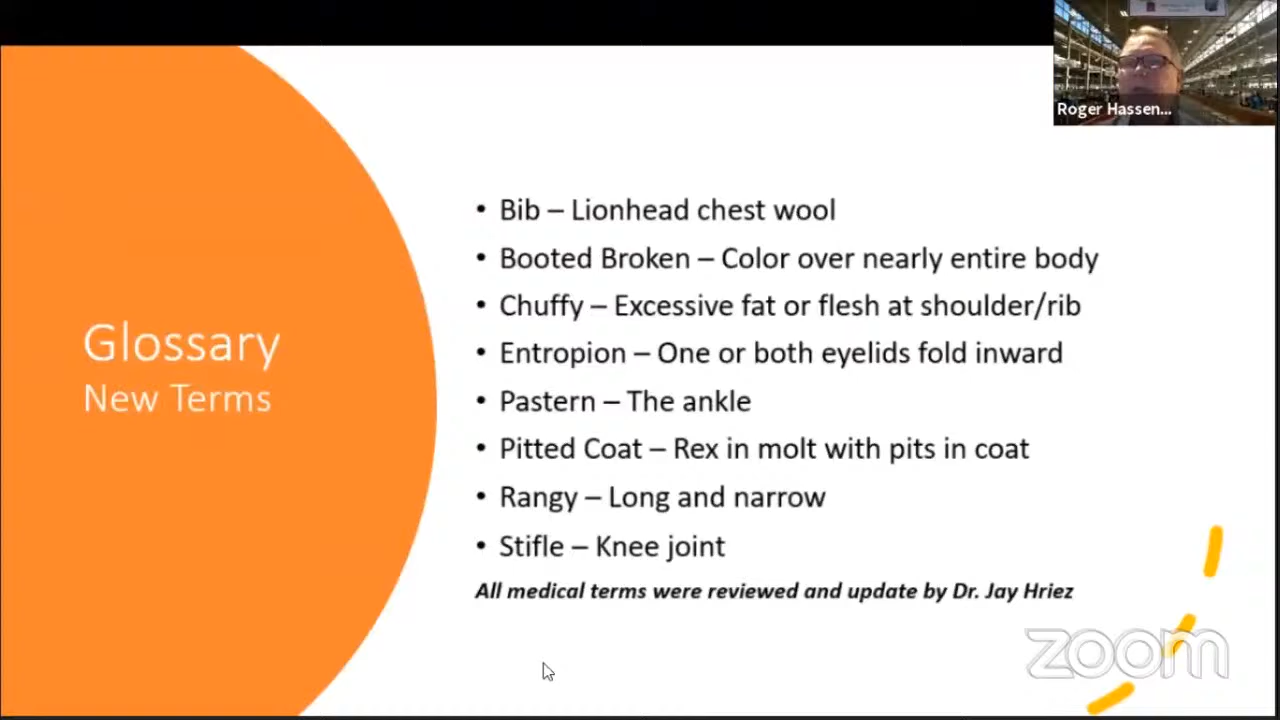 Roger Hassen...
Glossary
New Terms
• Bib – Lionhead chest wool
• Booted Broken – Color over nearly entire body
• Chuffy – Excessive fat or flesh at shoulder/rib
• Entropion – One or both eyelids fold inward
• Pastern – The ankle
• Pitted Coat – Rex in molt with pits in coat
• Rangy – Long and narrow
• Stifle – Knee joint
All medical terms were reviewed and update by Dr. Jay Hriez
zoom